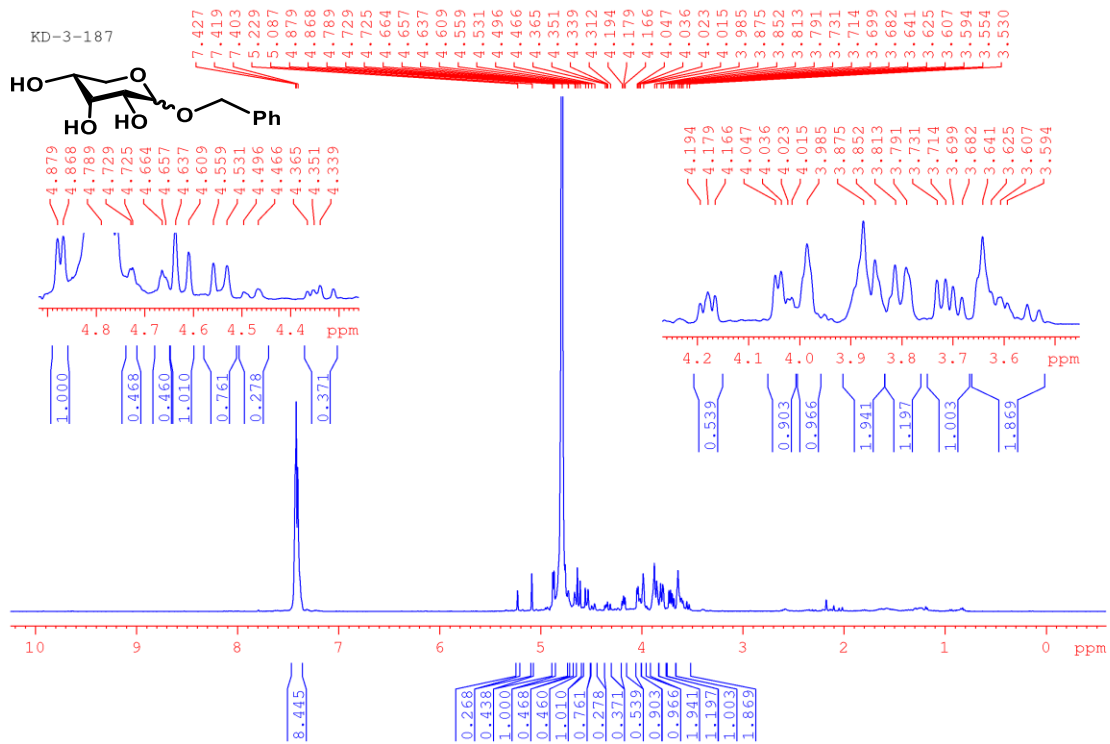 KD-3-187
7.427 7.419 7.403 5.229 5.087 4.879 4.868 4.789 4.729 4.725 4.664 4.657 4.637 4.609 4.559 4.531 4.496 4.466 4.365 4.351 4.339 4.312 4.194 4.179 4.166 4.047 4.036 4.023 4.015 3.985 3.875 3.852 3.813 3.791 3.731 3.714 3.699 3.682 3.641 3.625 3.607 3.594 3.554 3.530
HO O
HO HO O Ph
4.879 4.868 4.789 4.729 4.725 4.664 4.657 4.637 4.609 4.559 4.531 4.496 4.466 4.365 4.351 4.339
4.194 4.179 4.166 4.047 4.036 4.023 4.015 3.985 3.875 3.852 3.813 3.791 3.731 3.714 3.699 3.682 3.641 3.625 3.607 3.594
4.8 4.7 4.6 4.5 4.4 ppm
4.2 4.1 4.0 3.9 3.8 3.7 3.6 ppm
1.000 0.468 0.460 1.010 0.761 0.278 0.371
0.539 0.903 0.966 1.941 1.197 1.003 1.869
10 9 8 7 6 5 4 3 2 1 0 ppm
8.445 0.268 0.438 1.000 0.468 0.460 1.010 0.761 0.278 0.371 0.539 0.903 0.966 1.941 1.197 1.003 1.869